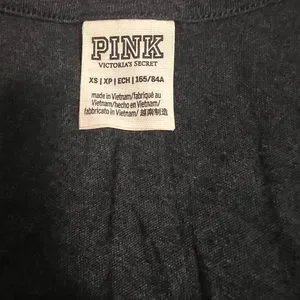 PINK
VICTORIA'S SECRET
XS | XP | ECH | 165/84A
made in Vietnam/fabriqué au
Vietnam/hecho en Vietnam/
fabbricato in Vietnam/ 越南制造